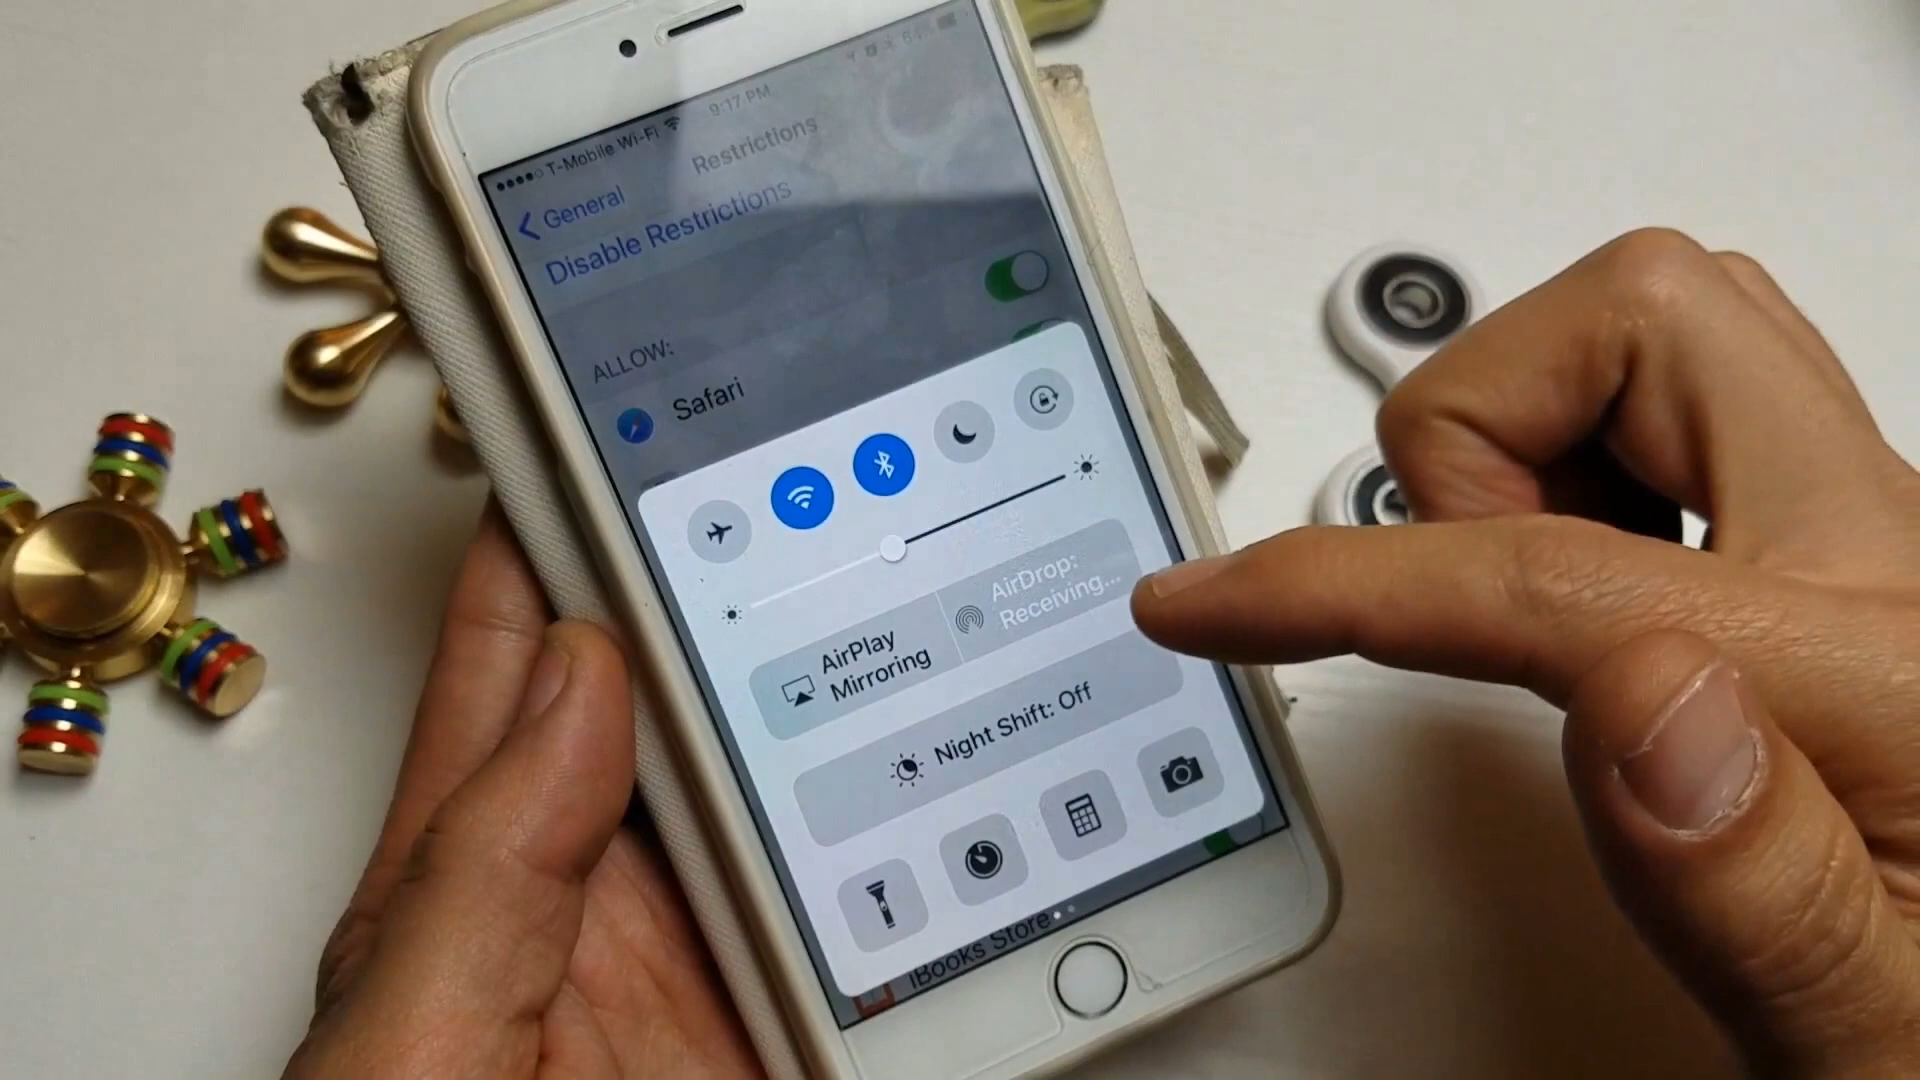 T-Mobile Wi-Fi 9:17 PM
General Restrictions
Disable Restrictions
ALLOW:
Safari
AirPlay
Mirroring
AirDrop:
Receiving...
Night Shift: Off
iBooks Store